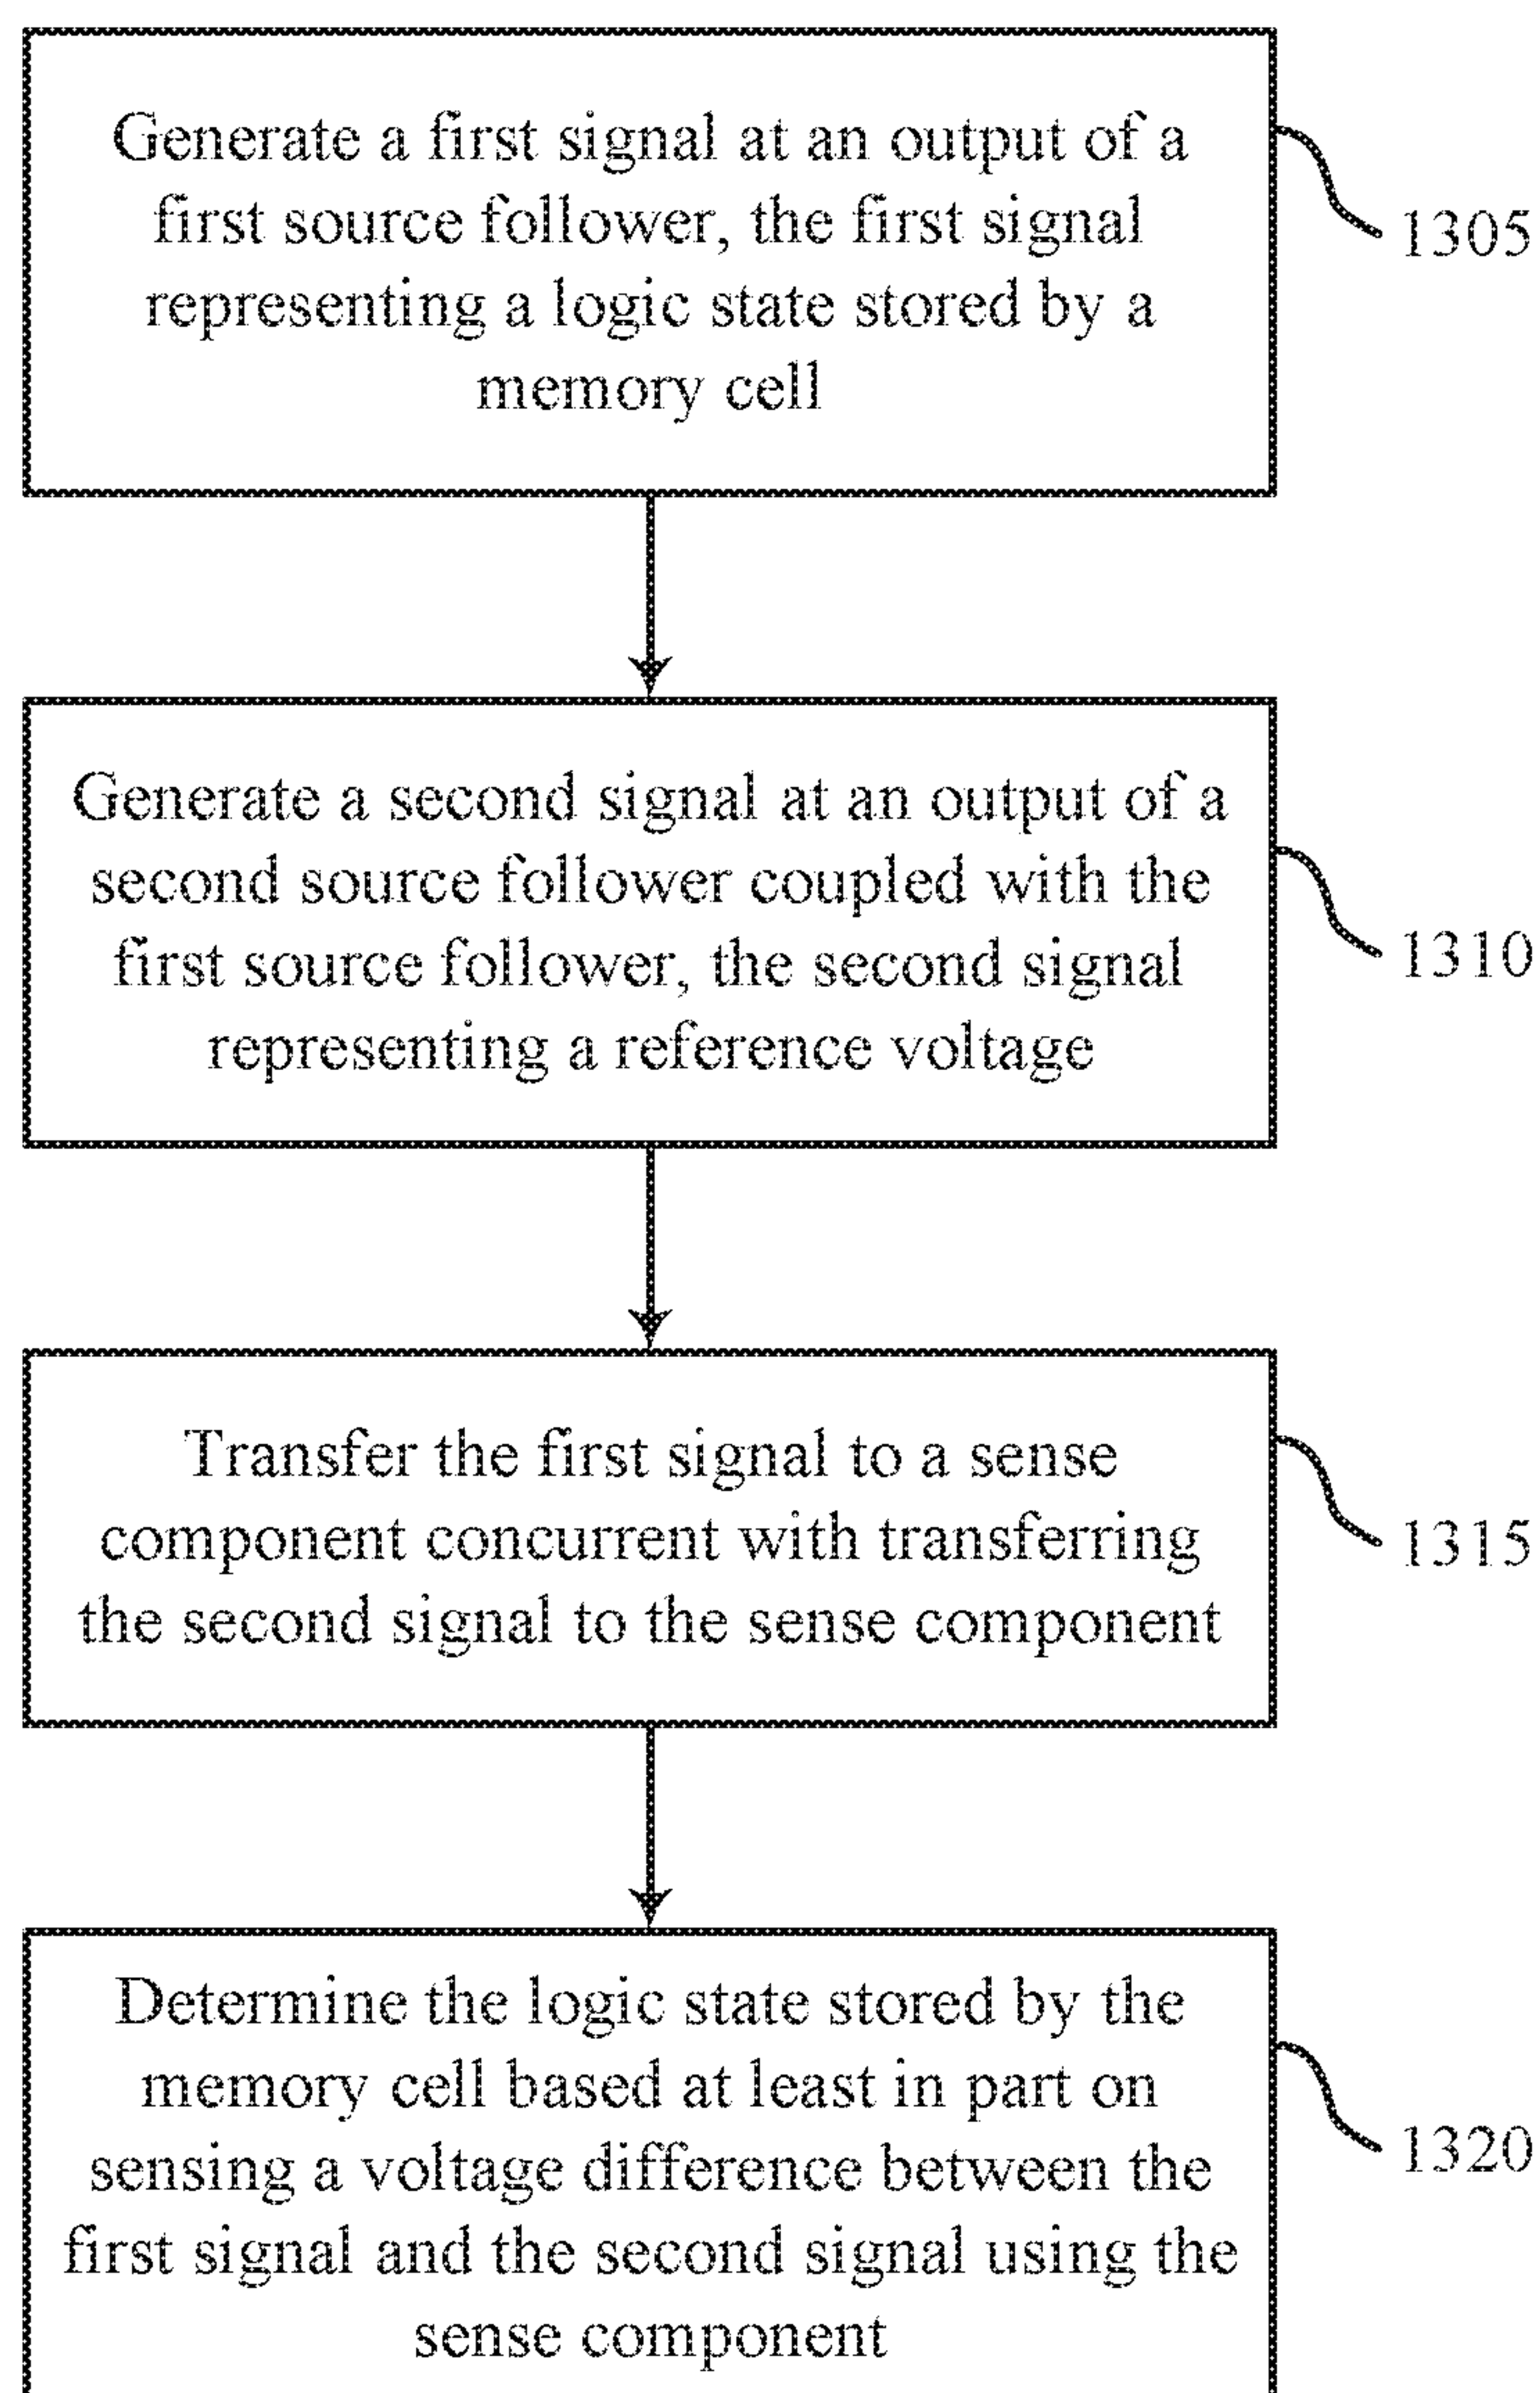 Generate a first signal at an output of a
first source follower, the first signal
representing a logic state stored by a
memory cell
1305
Generate a second signal at an output of a
second source follower coupled with the
first source follower, the second signal
representing a reference voltage
1310
Transfer the first signal to a sense
component concurrent with transferring
the second signal to the sense component
1315
Determine the logic state stored by the
memory cell based at least in part on
sensing a voltage difference between the
first signal and the second signal using the
sense component
1320